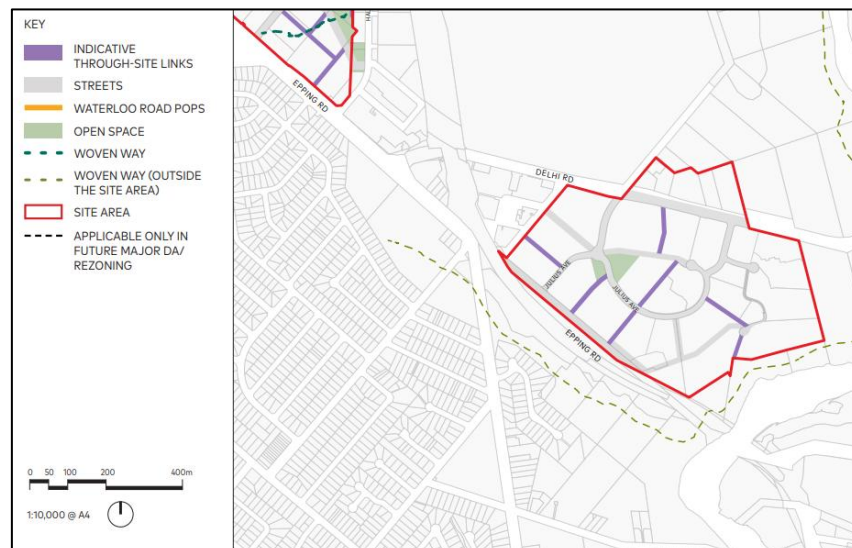 KEY
INDICATIVE
THROUGH-SITE LINKS
STREETS
WATERLOO ROAD POPS
OPEN SPACE
WOVEN WAY
WOVEN WAY (OUTSIDE
THE SITE AREA)
SITE AREA
APPLICABLE ONLY IN
FUTURE MAJOR DA/
REZONING
0 50 100 200 400m
1:10,000 @ A4
EPPING RD
DELHI RD
JULIUS AVE
JULIUS AVE
EPPING RD